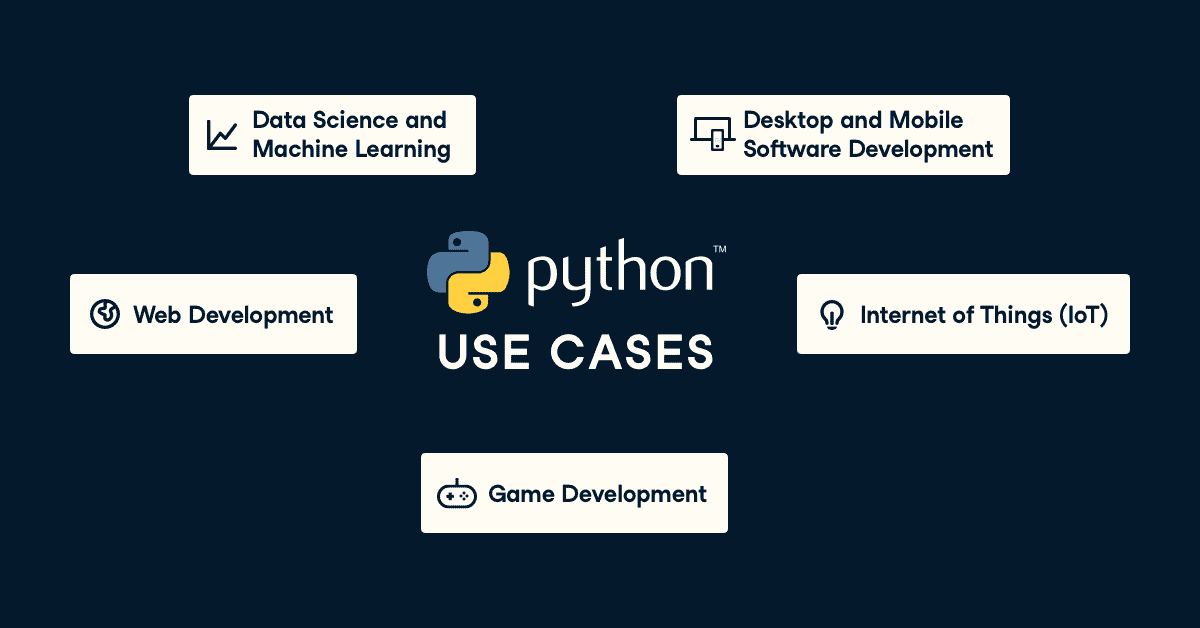 Data Science and
Machine Learning
Desktop and Mobile
Software Development
python™
USE CASES
Web Development
Internet of Things (IoT)
Game Development